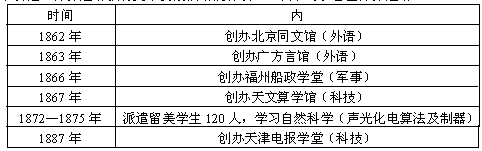 时间 内
1862 年 创办北京同文馆（外语）
1863 年 创办广方言馆（外语）
1866 年 创办福州船政学堂（军事）
1867 年 创办天文算学馆（科技）
1872—1875 年 派遣留美学生 120 人，学习自然科学（声光化电算法及制器）
1887 年 创办天津电报学堂（科技）